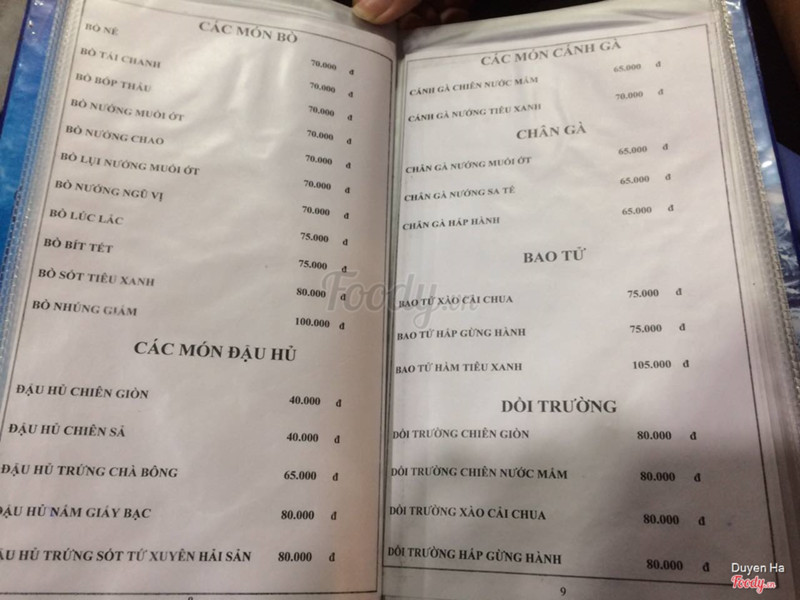 CÁC MÓN BÒ
BÒ NÉ 70.000 đ
BÒ TÁI CHANH 70.000 đ
BÒ BÓP THẤU 70.000 đ
BÒ NƯỚNG MUỐI ỚT 70.000 đ
BÒ NƯỚNG CHAO 70.000 đ
BÒ LỤI NƯỚNG MUỐI ỚT 70.000 đ
BÒ NƯỚNG NGŨ VỊ 70.000 đ
BÒ LÚC LẮC 75.000 đ
BÒ BÍT TẾT 75.000 đ
BÒ SỐT TIÊU XANH 80.000 đ
BÒ NHÚNG GIẤM 100.000 đ
CÁC MÓN ĐẬU HỦ
ĐẬU HỦ CHIÊN GIÒN 40.000 đ
ĐẬU HỦ CHIÊN SẢ 40.000 đ
ĐẬU HỦ TRỨNG CHÀ BÔNG 65.000 đ
ĐẬU HỦ NẤM GIẤY BẠC 80.000 đ
ĐẬU HỦ TRỨNG SỐT TỨ XUYÊN HẢI SẢN 80.000 đ
CÁC MÓN CÁNH GÀ
CÁNH GÀ CHIÊN NƯỚC MẮM 65.000 đ
CÁNH GÀ NƯỚNG TIÊU XANH 70.000 đ
CHÂN GÀ
CHÂN GÀ NƯỚNG MUỐI ỚT 65.000 đ
CHÂN GÀ NƯỚNG SA TẾ 65.000 đ
CHÂN GÀ HẤP HÀNH 65.000 đ
BAO TỬ
BAO TỬ XÀO CẢI CHUA 75.000 đ
BAO TỬ HẤP GỪNG HÀNH 75.000 đ
BAO TỬ HẦM TIÊU XANH 105.000 đ
DỒI TRƯỜNG
DỒI TRƯỜNG CHIÊN GIÒN 80.000 đ
DỒI TRƯỜNG CHIÊN NƯỚC MẮM 80.000 đ
DỒI TRƯỜNG XÀO CẢI CHUA 80.000 đ
DỒI TRƯỜNG HẤP GỪNG HÀNH 80.000 đ
9
Foody.vn
Duyen Ha
Foody.vn